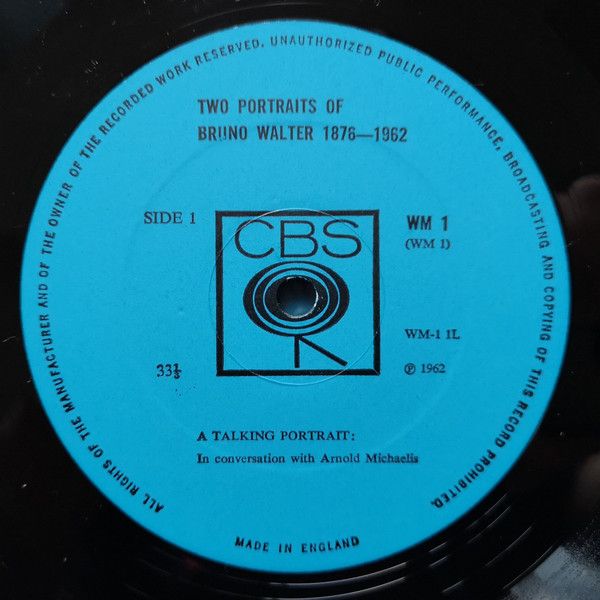 ALL RIGHTS OF THE MANUFACTURER AND OF THE OWNER OF THE RECORDED WORK RESERVED. UNAUTHORIZED PUBLIC PERFORMANCE, BROADCASTING AND COPYING OF THIS RECORD PROHIBITED.
TWO PORTRAITS OF
BRUNO WALTER 1876—1962
SIDE 1
CBS
WM 1
(WM 1)
WM-1 1L
33⅓
℗ 1962
A TALKING PORTRAIT:
In conversation with Arnold Michaelis
MADE IN ENGLAND